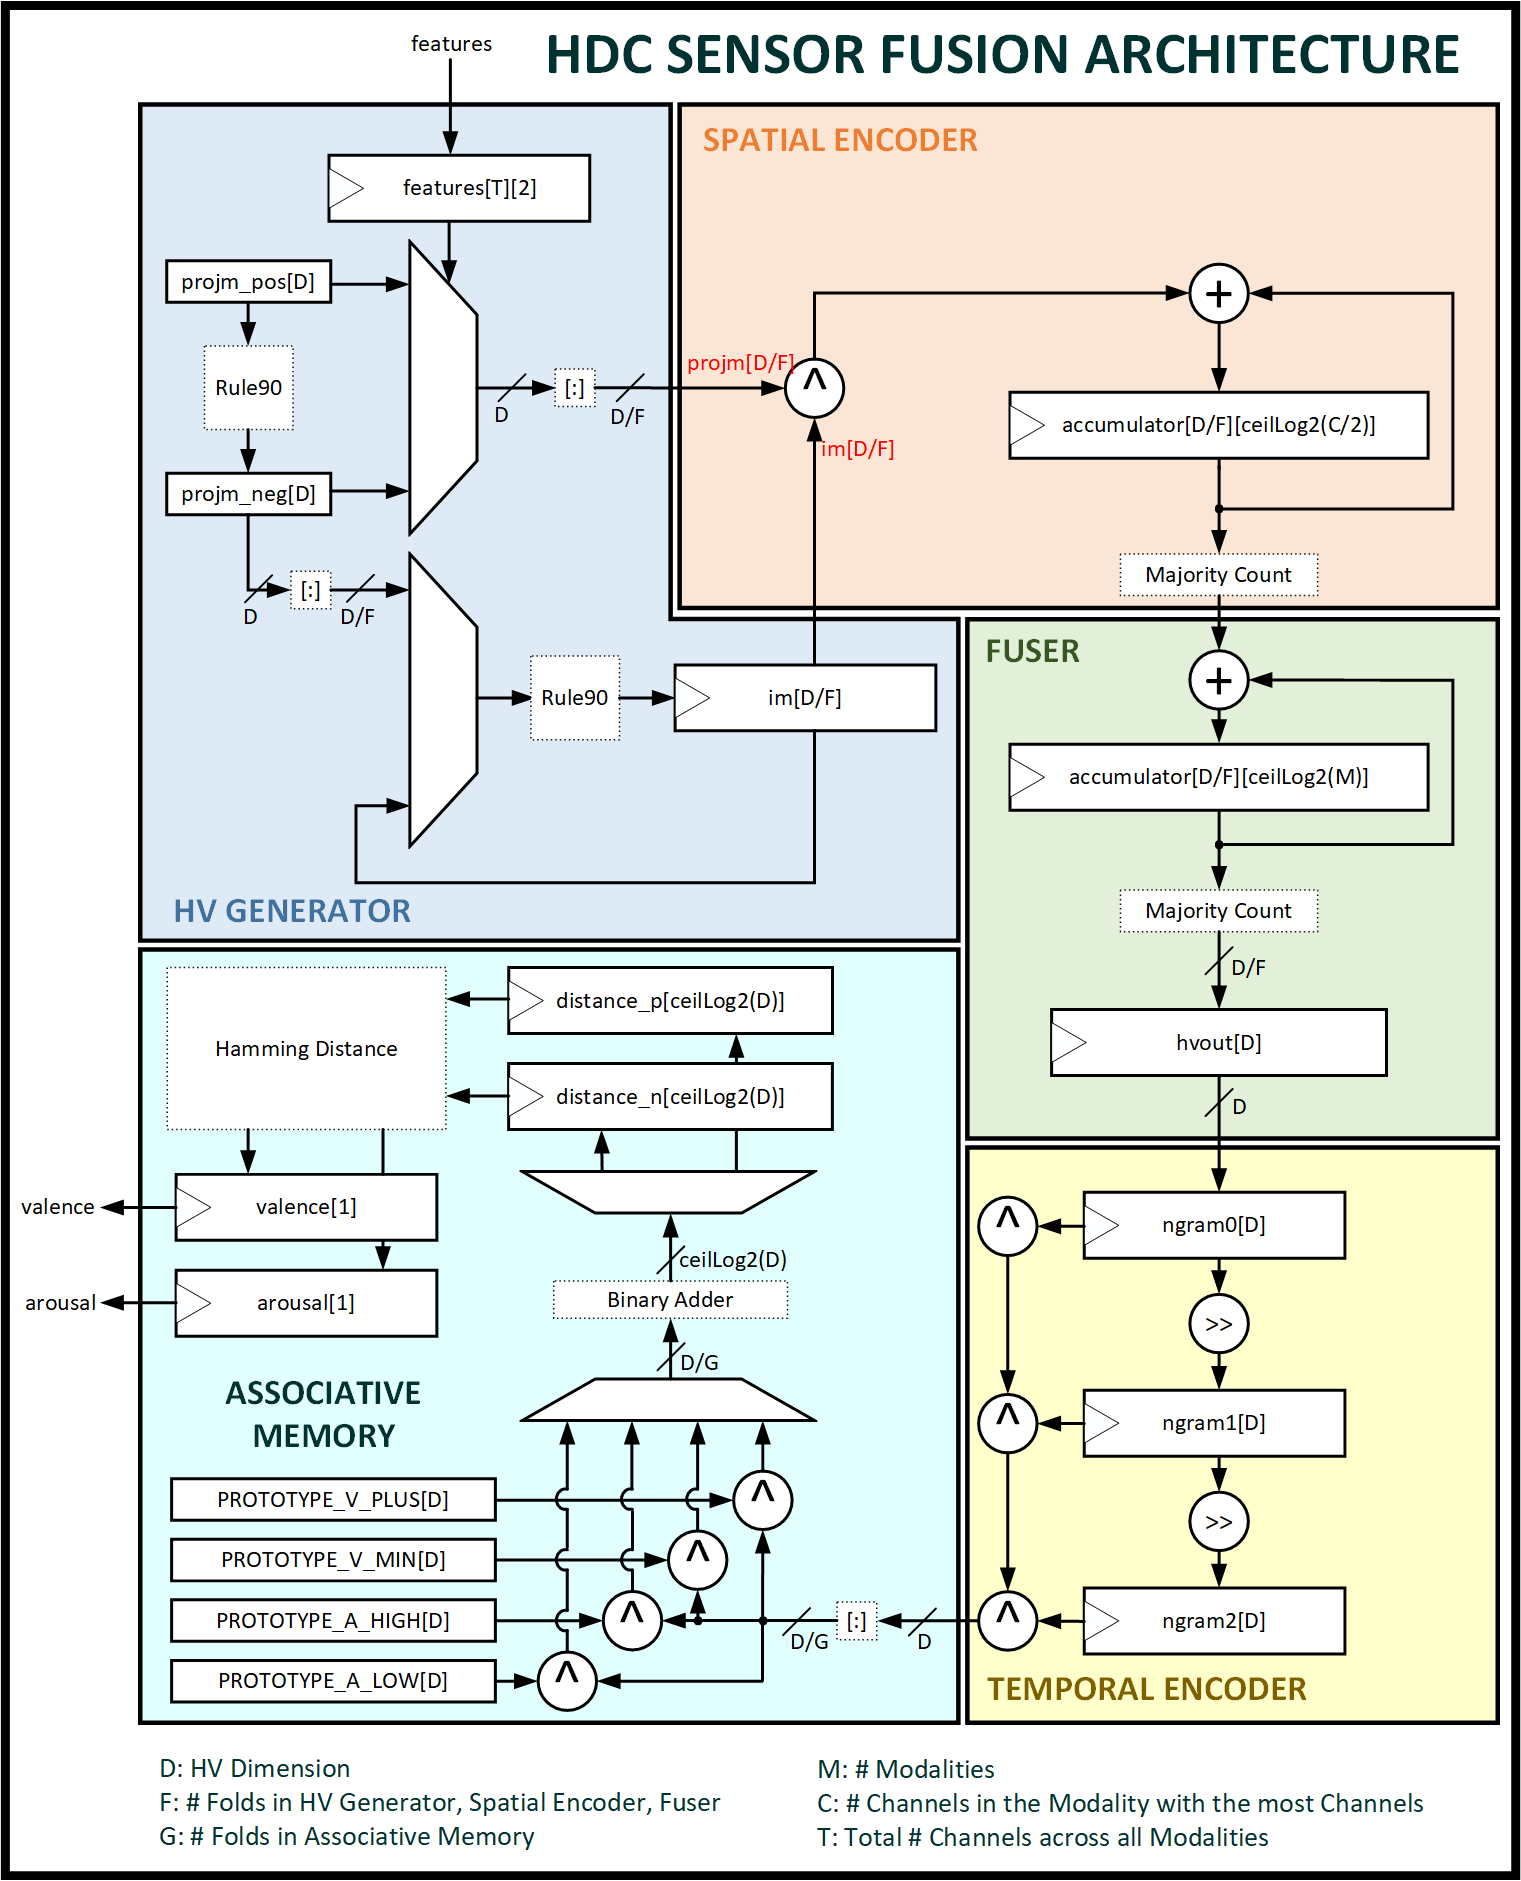 features
HDC SENSOR FUSION ARCHITECTURE
SPATIAL ENCODER
features[T][2]
projm_pos[D]
Rule90
projm_neg[D]
D
[:]
D/F
projm[D/F]
^
im[D/F]
+
accumulator[D/F][ceilLog2(C/2)]
Majority Count
D
[:]
D/F
Rule90
im[D/F]
HV GENERATOR
FUSER
+
accumulator[D/F][ceilLog2(M)]
Majority Count
D/F
hvout[D]
D
Hamming Distance
distance_p[ceilLog2(D)]
distance_n[ceilLog2(D)]
valence
valence[1]
arousal
arousal[1]
ceilLog2(D)
Binary Adder
D/G
ASSOCIATIVE
MEMORY
PROTOTYPE_V_PLUS[D]
^
PROTOTYPE_V_MIN[D]
^
PROTOTYPE_A_HIGH[D]
^
PROTOTYPE_A_LOW[D]
^
D/G
[:]
D
^
ngram0[D]
>>
^
ngram1[D]
>>
^
ngram2[D]
TEMPORAL ENCODER
D: HV Dimension
F: # Folds in HV Generator, Spatial Encoder, Fuser
G: # Folds in Associative Memory
M: # Modalities
C: # Channels in the Modality with the most Channels
T: Total # Channels across all Modalities